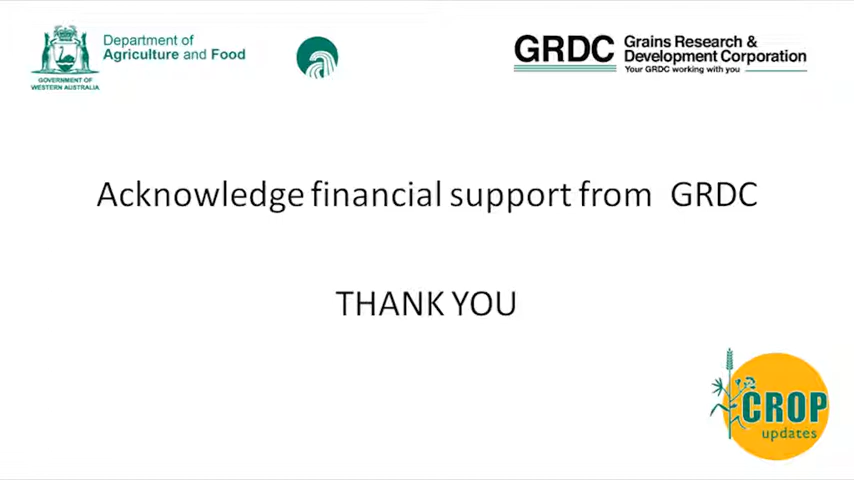 Department of
Agriculture and Food
GOVERNMENT OF
WESTERN AUSTRALIA
GRDC
Grains Research &
Development Corporation
Your GRDC working with you
Acknowledge financial support from GRDC
THANK YOU
CROP
updates